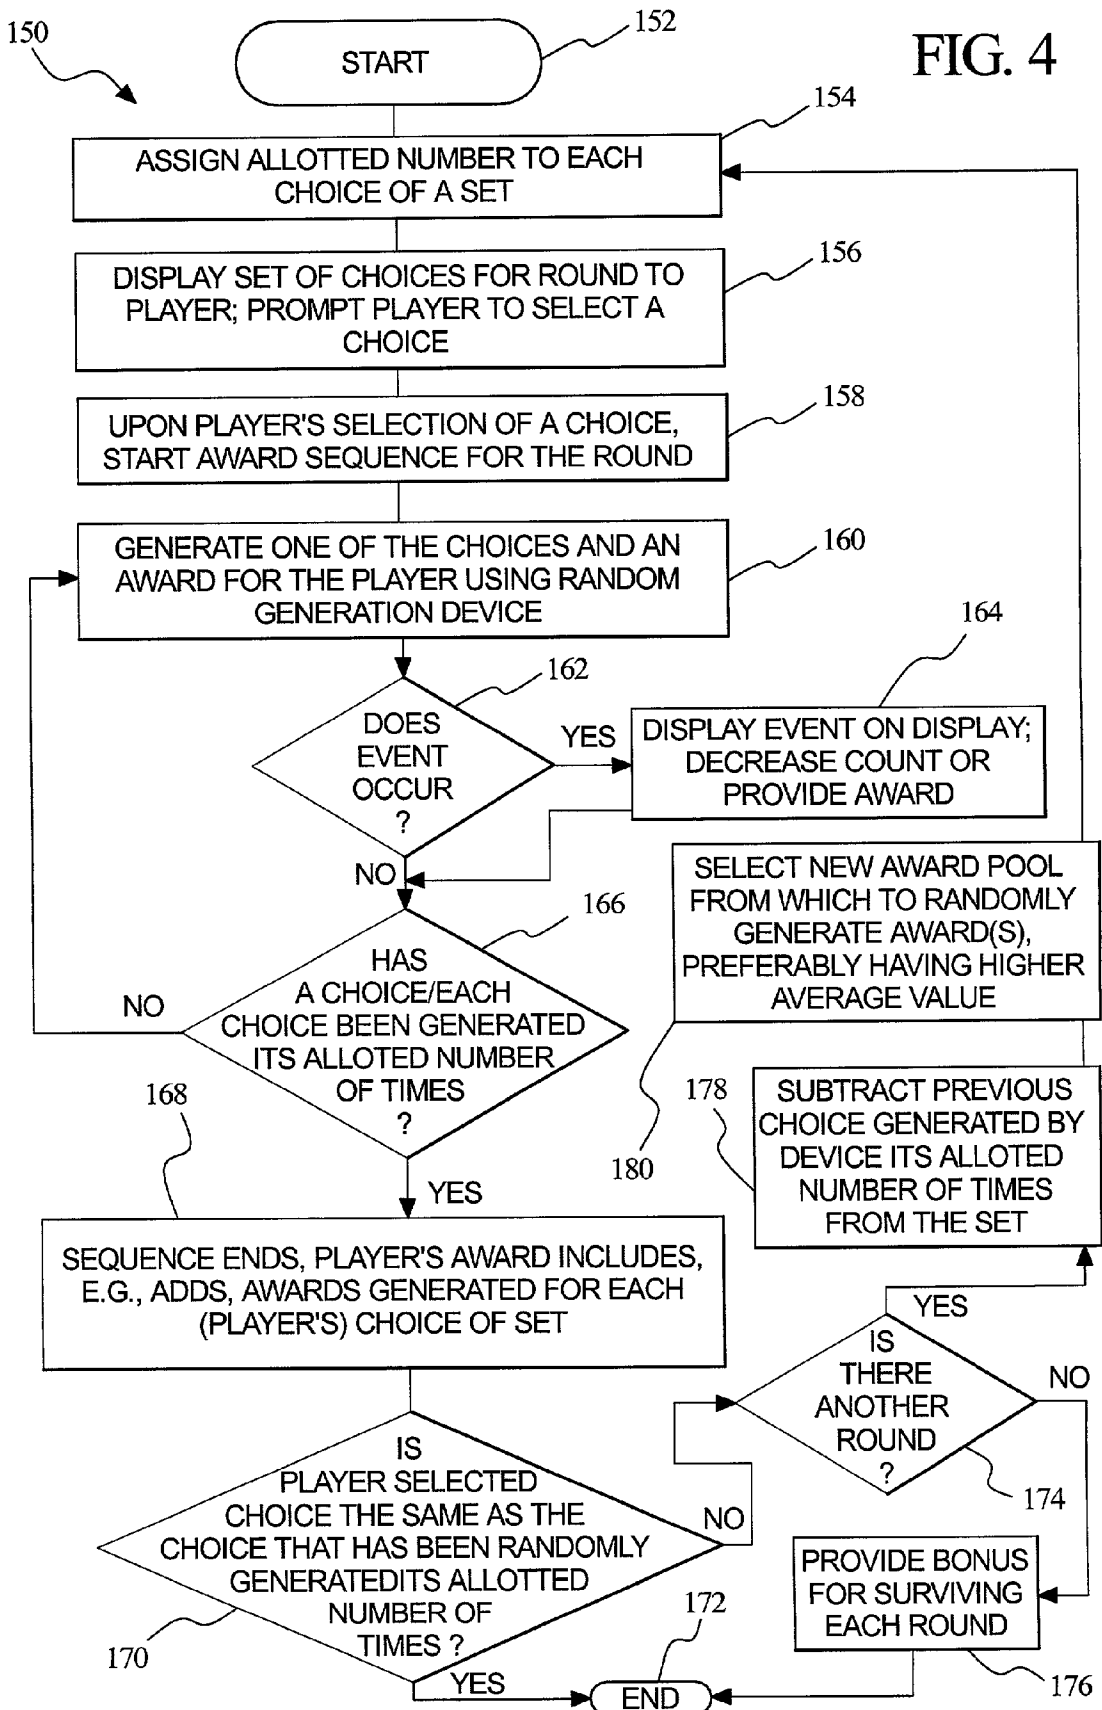 150
152
START
FIG. 4
154
ASSIGN ALLOTTED NUMBER TO EACH
CHOICE OF A SET
156
DISPLAY SET OF CHOICES FOR ROUND TO
PLAYER; PROMPT PLAYER TO SELECT A
CHOICE
158
UPON PLAYER'S SELECTION OF A CHOICE,
START AWARD SEQUENCE FOR THE ROUND
160
GENERATE ONE OF THE CHOICES AND AN
AWARD FOR THE PLAYER USING RANDOM
GENERATION DEVICE
162
DOES
EVENT
OCCUR
?
YES
NO
164
DISPLAY EVENT ON DISPLAY;
DECREASE COUNT OR
PROVIDE AWARD
166
HAS
A CHOICE/EACH
CHOICE BEEN GENERATED
ITS ALLOTED NUMBER
OF TIMES
?
NO
YES
168
SEQUENCE ENDS, PLAYER'S AWARD INCLUDES,
E.G., ADDS, AWARDS GENERATED FOR EACH
(PLAYER'S) CHOICE OF SET
IS
PLAYER SELECTED
CHOICE THE SAME AS THE
CHOICE THAT HAS BEEN RANDOMLY
GENERATEDITS ALLOTTED
NUMBER OF
TIMES ?
170
NO
YES
172
END
IS
THERE
ANOTHER
ROUND
?
174
YES
NO
PROVIDE BONUS
FOR SURVIVING
EACH ROUND
176
178
SUBTRACT PREVIOUS
CHOICE GENERATED BY
DEVICE ITS ALLOTED
NUMBER OF TIMES
FROM THE SET
180
SELECT NEW AWARD POOL
FROM WHICH TO RANDOMLY
GENERATE AWARD(S),
PREFERABLY HAVING HIGHER
AVERAGE VALUE